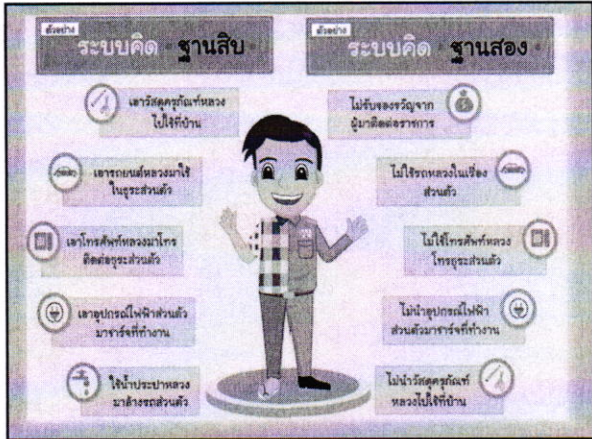 ตัวอย่าง
ระบบคิด ฐานสิบ
เอาวัสดุครุภัณฑ์หลวง
ไปใช้ที่บ้าน
เอารถยนต์หลวงมาใช้
ในธุระส่วนตัว
เอาโทรศัพท์หลวงมาโทร
ติดต่อธุระส่วนตัว
เอาอุปกรณ์ไฟฟ้าส่วนตัว
มาชาร์จที่ทำงาน
ใช้น้ำประปาหลวง
มาล้างรถส่วนตัว
ตัวอย่าง
ระบบคิด ฐานสอง
ไม่รับของขวัญจาก
ผู้มาติดต่อราชการ
ไม่ใช้รถหลวงในเรื่อง
ส่วนตัว
ไม่ใช้โทรศัพท์หลวง
โทรธุระส่วนตัว
ไม่นำอุปกรณ์ไฟฟ้า
ส่วนตัวมาชาร์จที่ทำงาน
ไม่นำวัสดุครุภัณฑ์
หลวงไปใช้ที่บ้าน